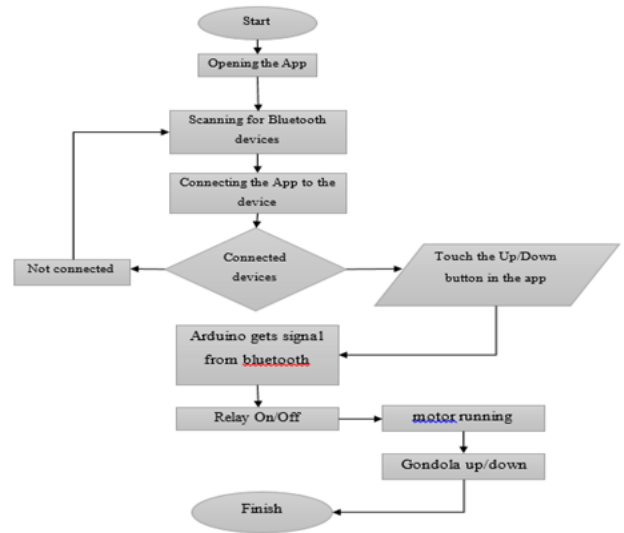 Start
Opening the App
Scanning for Bluetooth
devices
Connecting the App to the
device
Connected
devices
Not connected
Touch the Up/Down
button in the app
Arduino gets signal
from bluetooth
Relay On/Off
motor running
Gondola up/down
Finish